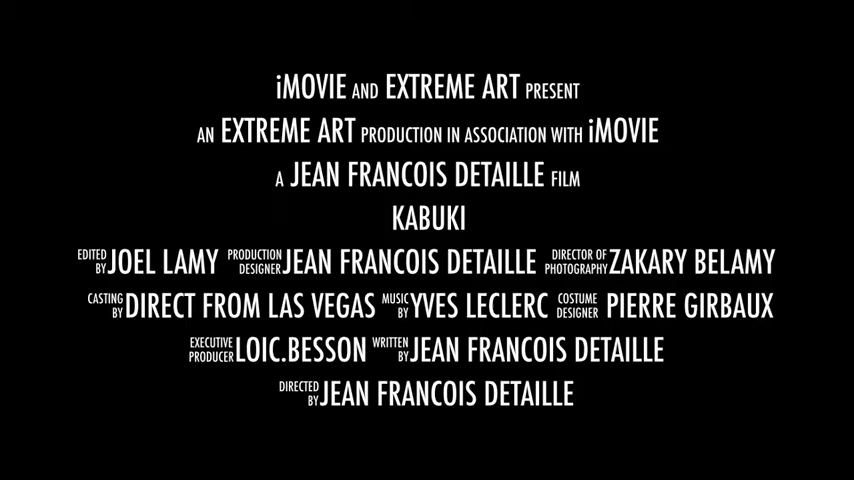 iMOVIE AND EXTREME ART PRESENT
AN EXTREME ART PRODUCTION IN ASSOCIATION WITH iMOVIE
A JEAN FRANCOIS DETAILLE FILM
KABUKI
EDITED BY JOEL LAMY PRODUCTION DESIGNER JEAN FRANCOIS DETAILLE DIRECTOR OF PHOTOGRAPHY ZAKARY BELAMY
CASTING BY DIRECT FROM LAS VEGAS MUSIC BY YVES LECLERC COSTUME DESIGNER PIERRE GIRBAUX
EXECUTIVE PRODUCER LOIC.BESSON WRITTEN BY JEAN FRANCOIS DETAILLE
DIRECTED BY JEAN FRANCOIS DETAILLE